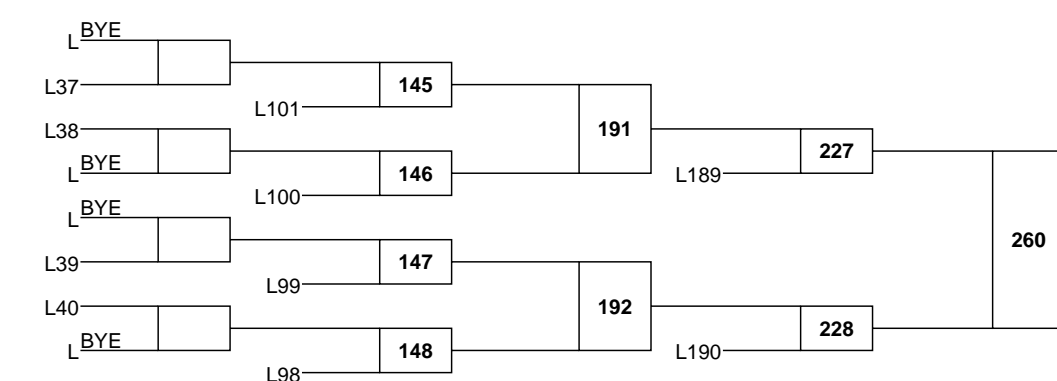 L BYE
L37
145
L101
191
L38
227
L BYE
146
L189
L100
L BYE
260
L39
147
L99
192
L40
228
L BYE
148
L190
L98